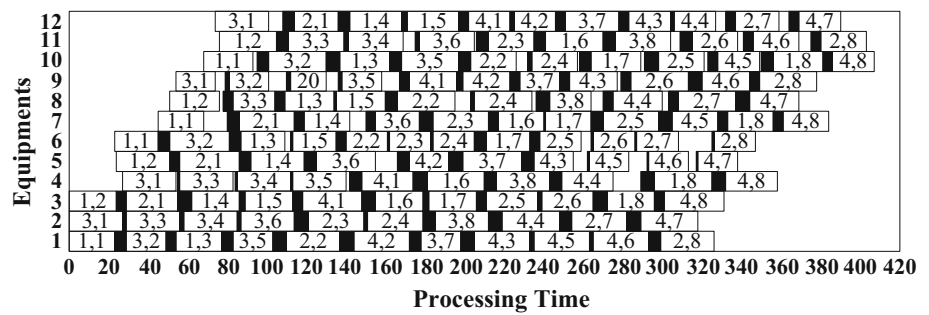 12 3,1 2,1 1,4 1,5 4,1 4,2 3,7 4,3 4,4 2,7 4,7
11 1,2 3,3 3,4 3,6 2,3 1,6 3,8 2,6 4,6 2,8
10 1,1 3,2 1,3 3,5 2,2 2,4 1,7 2,5 4,5 1,8 4,8
9 3,1 3,2 20 3,5 4,1 4,2 3,7 4,3 2,6 4,6 2,8
8 1,2 3,3 1,3 1,5 2,2 2,4 3,8 4,4 2,7 4,7
7 1,1 2,1 1,4 3,6 2,3 1,6 1,7 2,5 4,5 1,8 4,8
6 1,1 3,2 1,3 1,5 2,2 2,3 2,4 1,7 2,5 2,6 2,7 2,8
5 1,2 2,1 1,4 3,6 4,2 3,7 4,3 4,5 4,6 4,7
4 3,1 3,3 3,4 3,5 4,1 1,6 3,8 4,4 1,8 4,8
3 1,2 2,1 1,4 1,5 4,1 1,6 1,7 2,5 2,6 1,8 4,8
2 3,1 3,3 3,4 3,6 2,3 2,4 3,8 4,4 2,7 4,7
1 1,1 3,2 1,3 3,5 2,2 4,2 3,7 4,3 4,5 4,6 2,8
0 20 40 60 80 100 120 140 160 180 200 220 240 260 280 300 320 340 360 380 400 420
Equipments
Processing Time